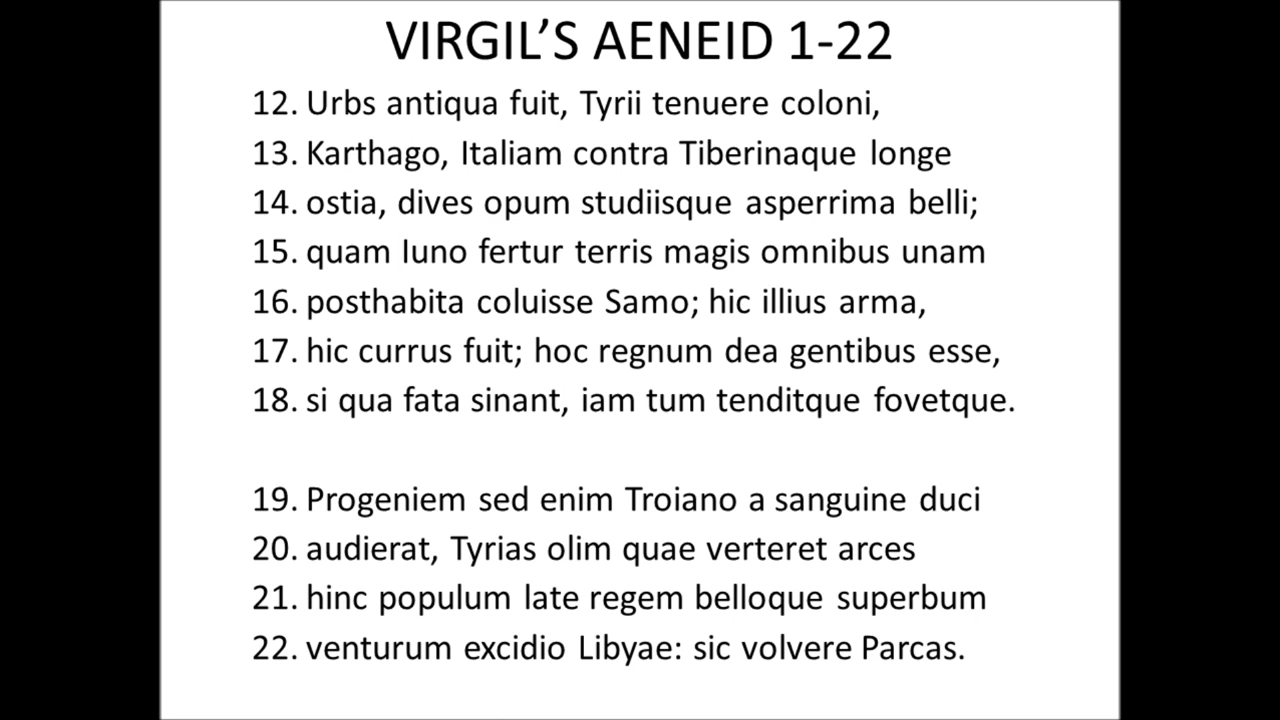 VIRGIL’S AENEID 1-22
12. Urbs antiqua fuit, Tyrii tenuere coloni,
13. Karthago, Italiam contra Tiberinaque longe
14. ostia, dives opum studiisque asperrima belli;
15. quam Iuno fertur terris magis omnibus unam
16. posthabita coluisse Samo; hic illius arma,
17. hic currus fuit; hoc regnum dea gentibus esse,
18. si qua fata sinant, iam tum tenditque fovetque.
19. Progeniem sed enim Troiano a sanguine duci
20. audierat, Tyrias olim quae verteret arces
21. hinc populum late regem belloque superbum
22. venturum excidio Libyae: sic volvere Parcas.